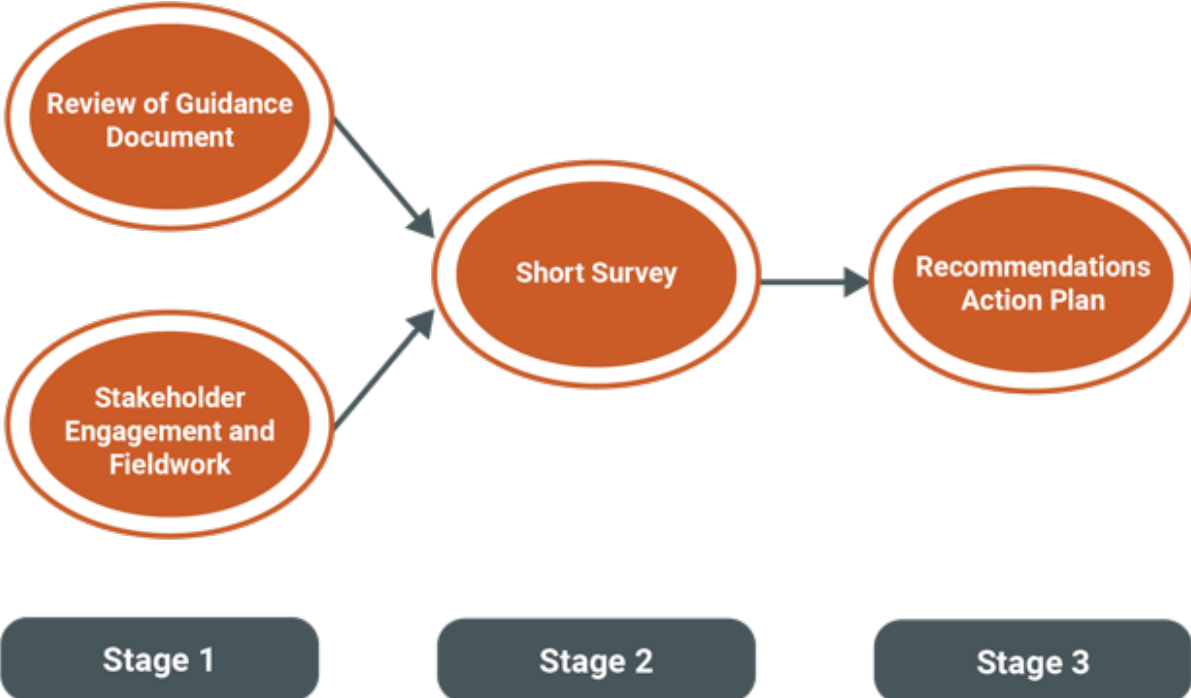 Review of Guidance
Document
Stakeholder
Engagement and
Fieldwork
Short Survey
Recommendations
Action Plan
Stage 1
Stage 2
Stage 3